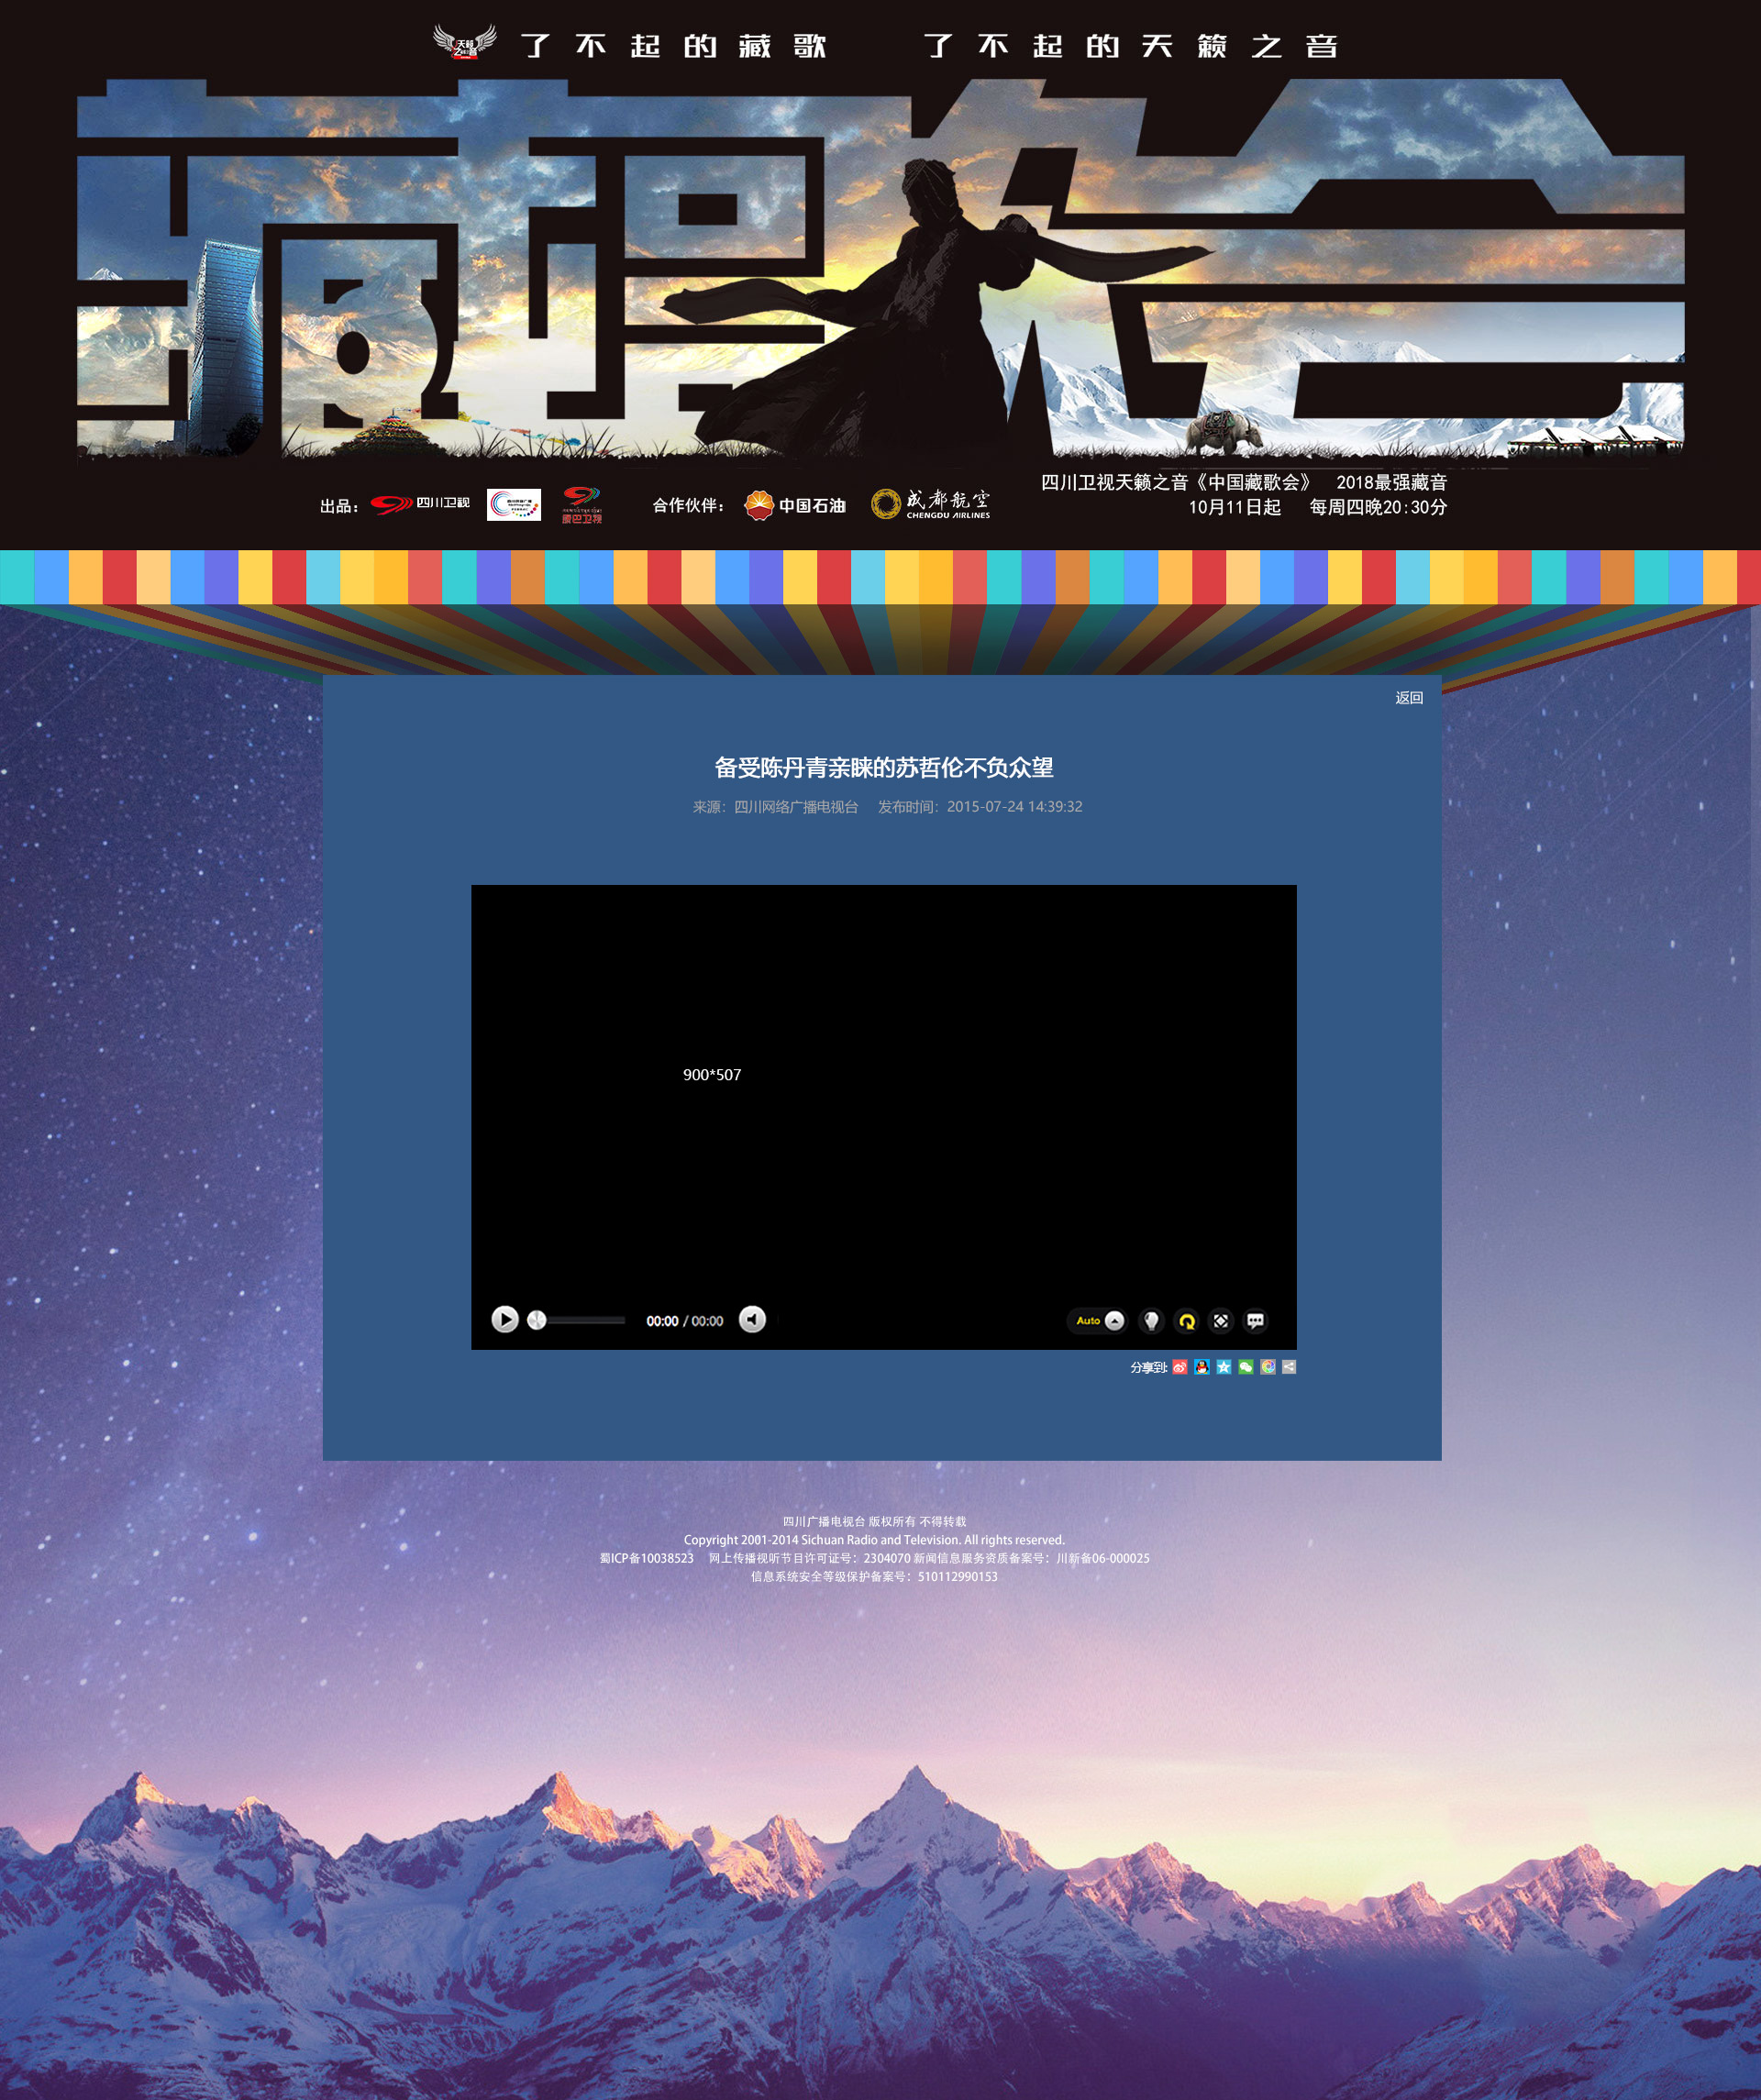 天籁之音
了不起的藏歌 了不起的天籁之音
藏歌会
四川卫视天籁之音《中国藏歌会》 2018最强藏音
10月11日起 每周四晚20:30分
出品： 四川卫视 康巴卫视 合作伙伴： 中国石油 成都航空
CHENGDU AIRLINES
返回
备受陈丹青亲睐的苏哲伦不负众望
来源：四川网络广播电视台 发布时间：2015-07-24 14:39:32
900*507
00:00 / 00:00 Auto
分享到:
四川广播电视台 版权所有 不得转载
Copyright 2001-2014 Sichuan Radio and Television. All rights reserved.
蜀ICP备10038523 网上传播视听节目许可证号：2304070 新闻信息服务资质备案号：川新备06-000025
信息系统安全等级保护备案号：510112990153